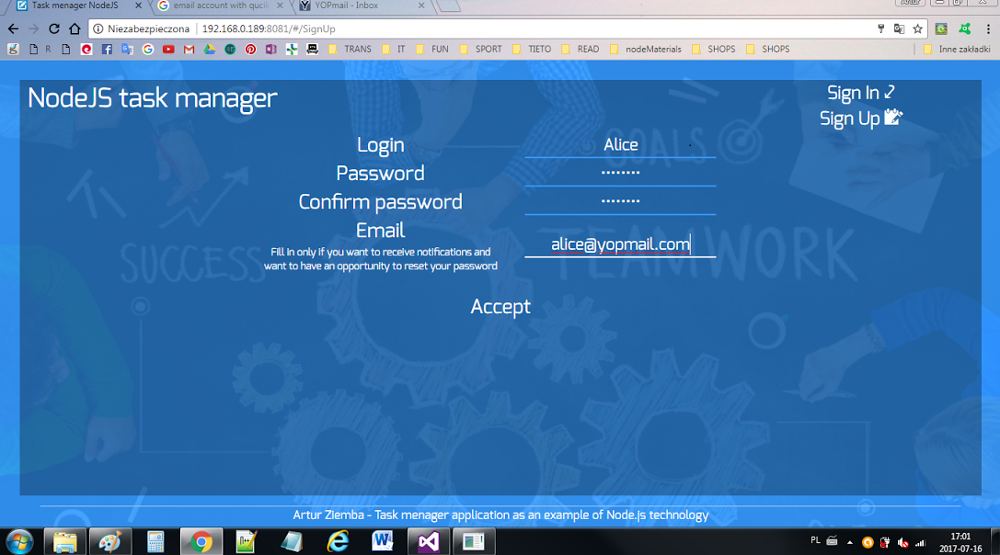 Task menager NodeJS
email account with qucik
YOPmail - Inbox
Artur
Niezabezpieczona
192.168.0.189:8081/#/SignUp
R
TRANS
IT
FUN
SPORT
TIETO
READ
nodeMaterials
SHOPS
SHOPS
Inne zakładki
NodeJS task manager
Sign In
Sign Up
GOALS
SUCCESS
TEAMWORK
Login
Alice
Password
••••••••
Confirm password
••••••••
Email
alice@yopmail.com
Fill in only if you want to receive notifications and
want to have an opportunity to reset your password
Accept
Artur Ziemba - Task menager application as an example of Node.js technology
PL
17:01
2017-07-16